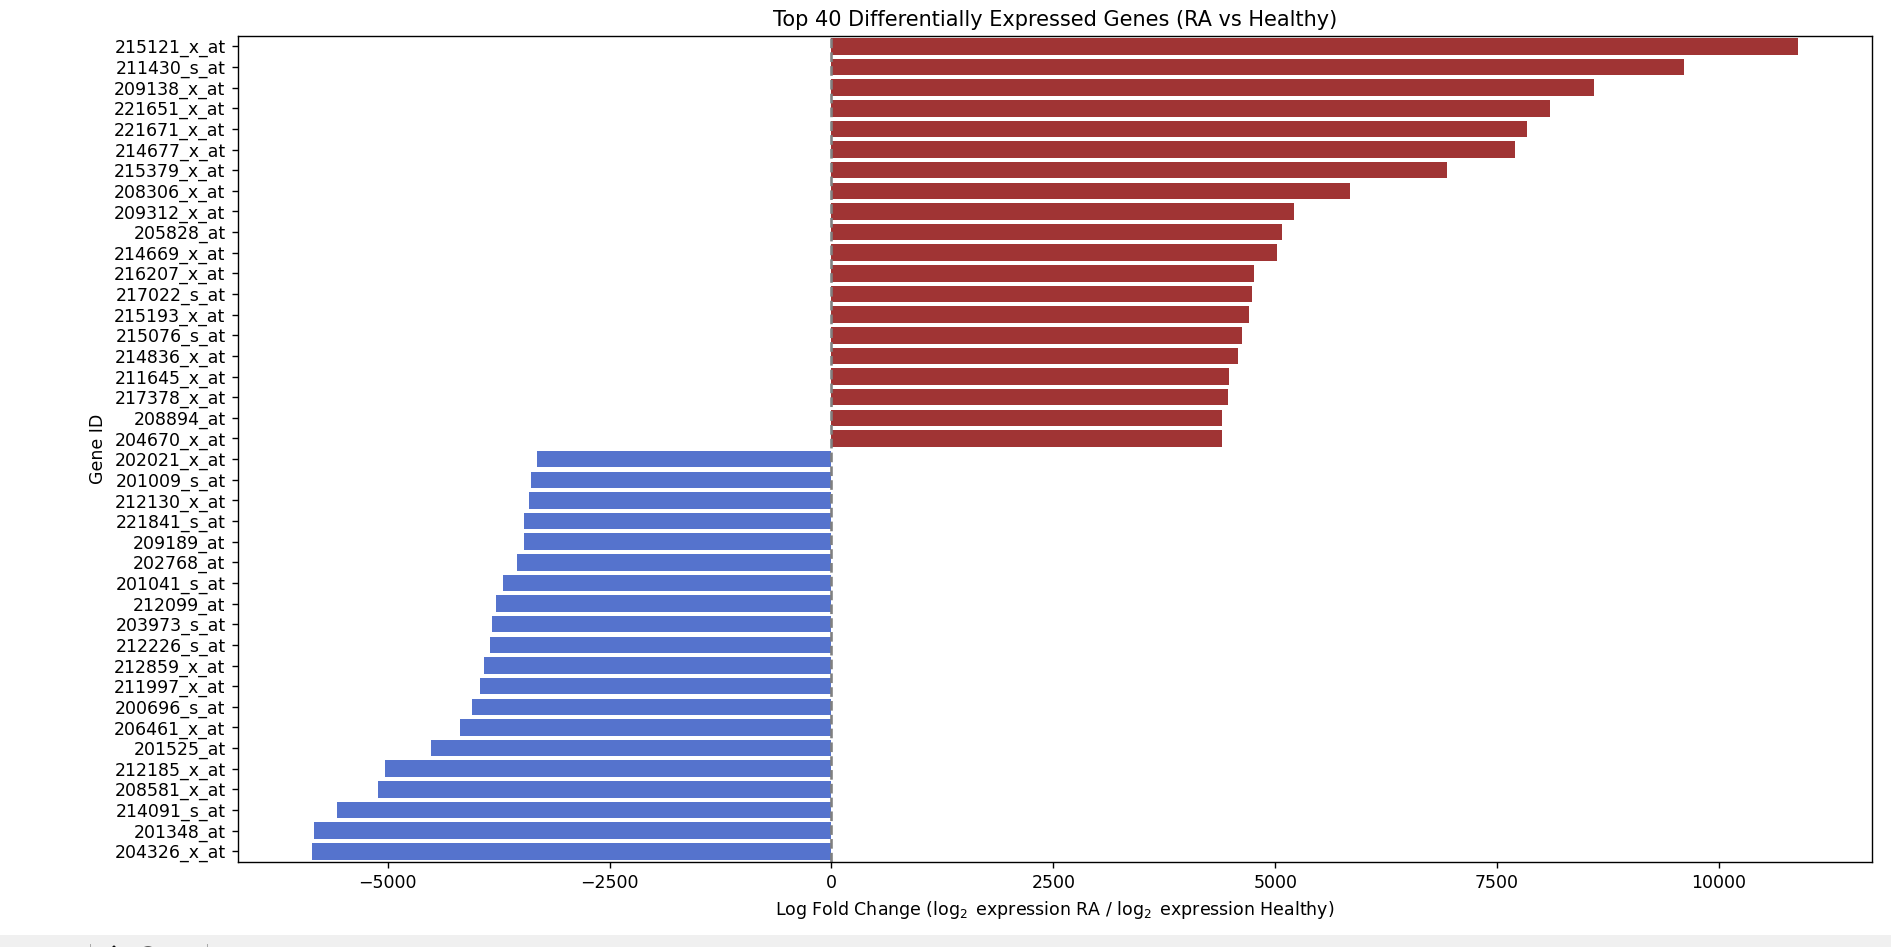 Top 40 Differentially Expressed Genes (RA vs Healthy)
215121_x_at
211430_s_at
209138_x_at
221651_x_at
221671_x_at
214677_x_at
215379_x_at
208306_x_at
209312_x_at
205828_at
214669_x_at
216207_x_at
217022_s_at
215193_x_at
215076_s_at
214836_x_at
211645_x_at
217378_x_at
208894_at
204670_x_at
202021_x_at
201009_s_at
212130_x_at
221841_s_at
209189_at
202768_at
201041_s_at
212099_at
203973_s_at
212226_s_at
212859_x_at
211997_x_at
200696_s_at
206461_x_at
201525_at
212185_x_at
208581_x_at
214091_s_at
201348_at
204326_x_at
Gene ID
−5000 −2500 0 2500 5000 7500 10000
Log Fold Change (log₂ expression RA / log₂ expression Healthy)